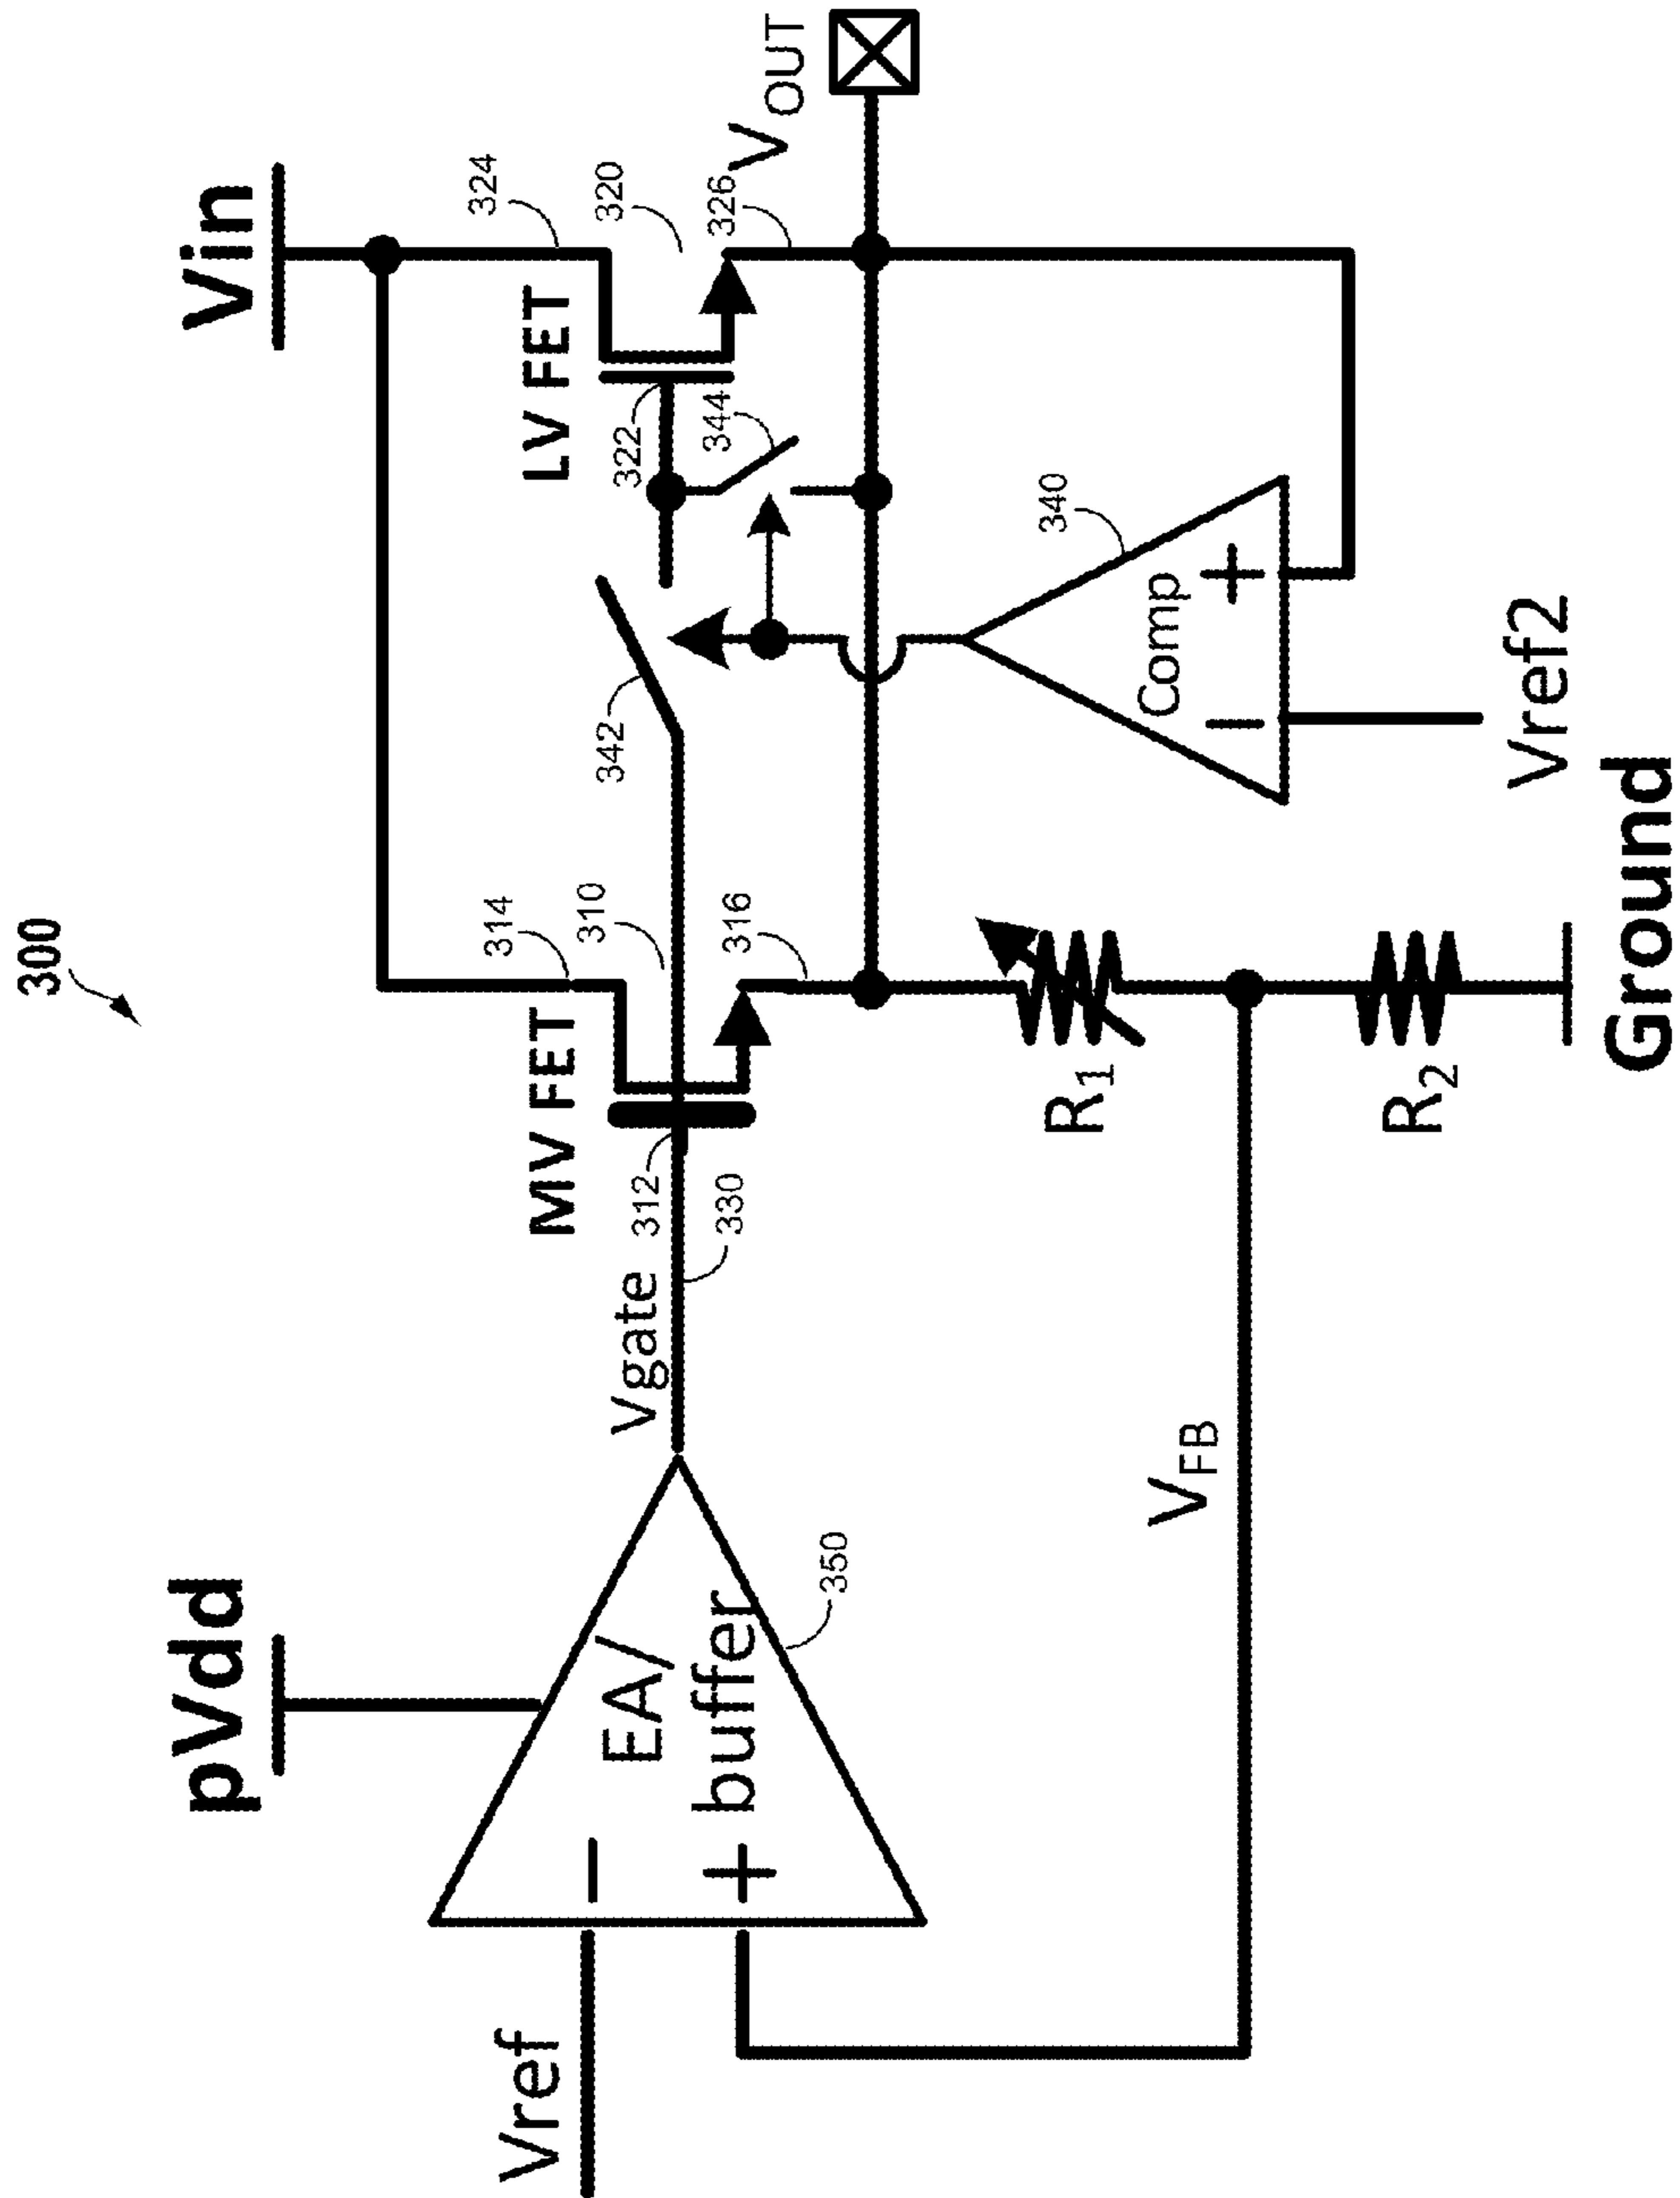 300
pVdd
Vin
Vref
−
+
EA/
buffer
350
Vgate
330
312
MV FET
314
310
316
342
LV FET
324
320
322
344
326
VOUT
340
Comp
−
+
Vref2
R1
R2
VFB
Ground